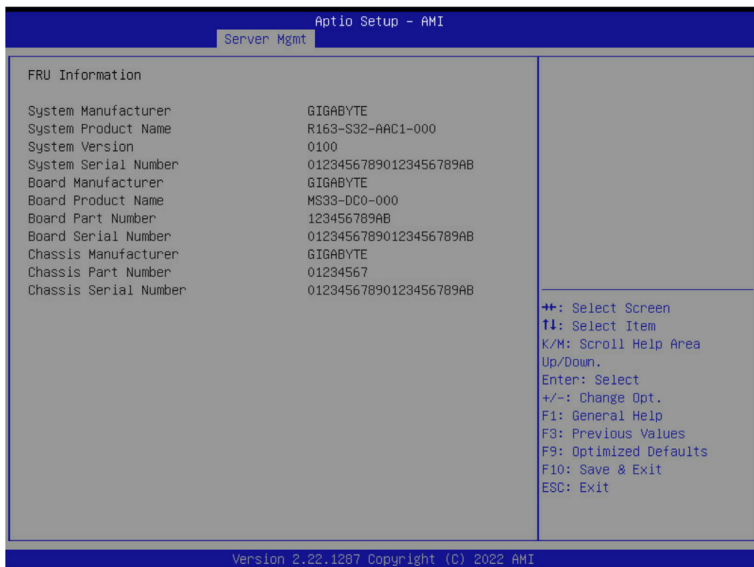 Aptio Setup – AMI
Server Mgmt
FRU Information
System Manufacturer GIGABYTE
System Product Name R163-S32-AAC1-000
System Version 0100
System Serial Number 01234567890123456789AB
Board Manufacturer GIGABYTE
Board Product Name MS33-DC0-000
Board Part Number 123456789AB
Board Serial Number 01234567890123456789AB
Chassis Manufacturer GIGABYTE
Chassis Part Number 01234567
Chassis Serial Number 01234567890123456789AB
→←: Select Screen
↑↓: Select Item
K/M: Scroll Help Area
Up/Down.
Enter: Select
+/-: Change Opt.
F1: General Help
F3: Previous Values
F9: Optimized Defaults
F10: Save & Exit
ESC: Exit
Version 2.22.1287 Copyright (C) 2022 AMI